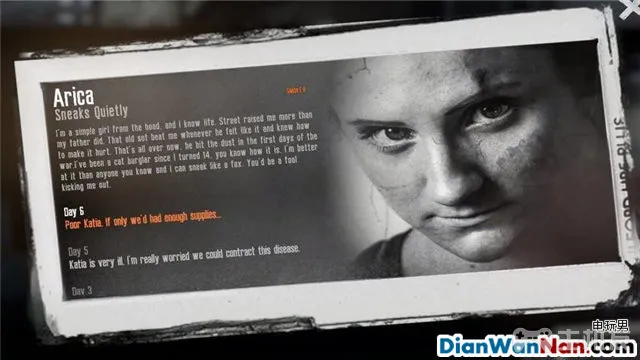 Arica
Sneaks Quietly
SMOKER
I'm a simple girl from the hood, and i know life. Street raised me more than
my father did. That old sot beat me whenever he felt like it and knew how
to make it hurt. That's all over now, he bit the dust in the first days of the
war.I've been a cat burglar since I turned 14, you know how it is. I'm better
at it than anyone you know and i can sneak like a fox. You'd be a fool
kicking me out.
Day 6
Poor Katia. If only we'd had enough supplies...
Day 5
Katia is very ill. I'm really worried we could contract this disease.
Day 3
电玩男
DianWanNan.com